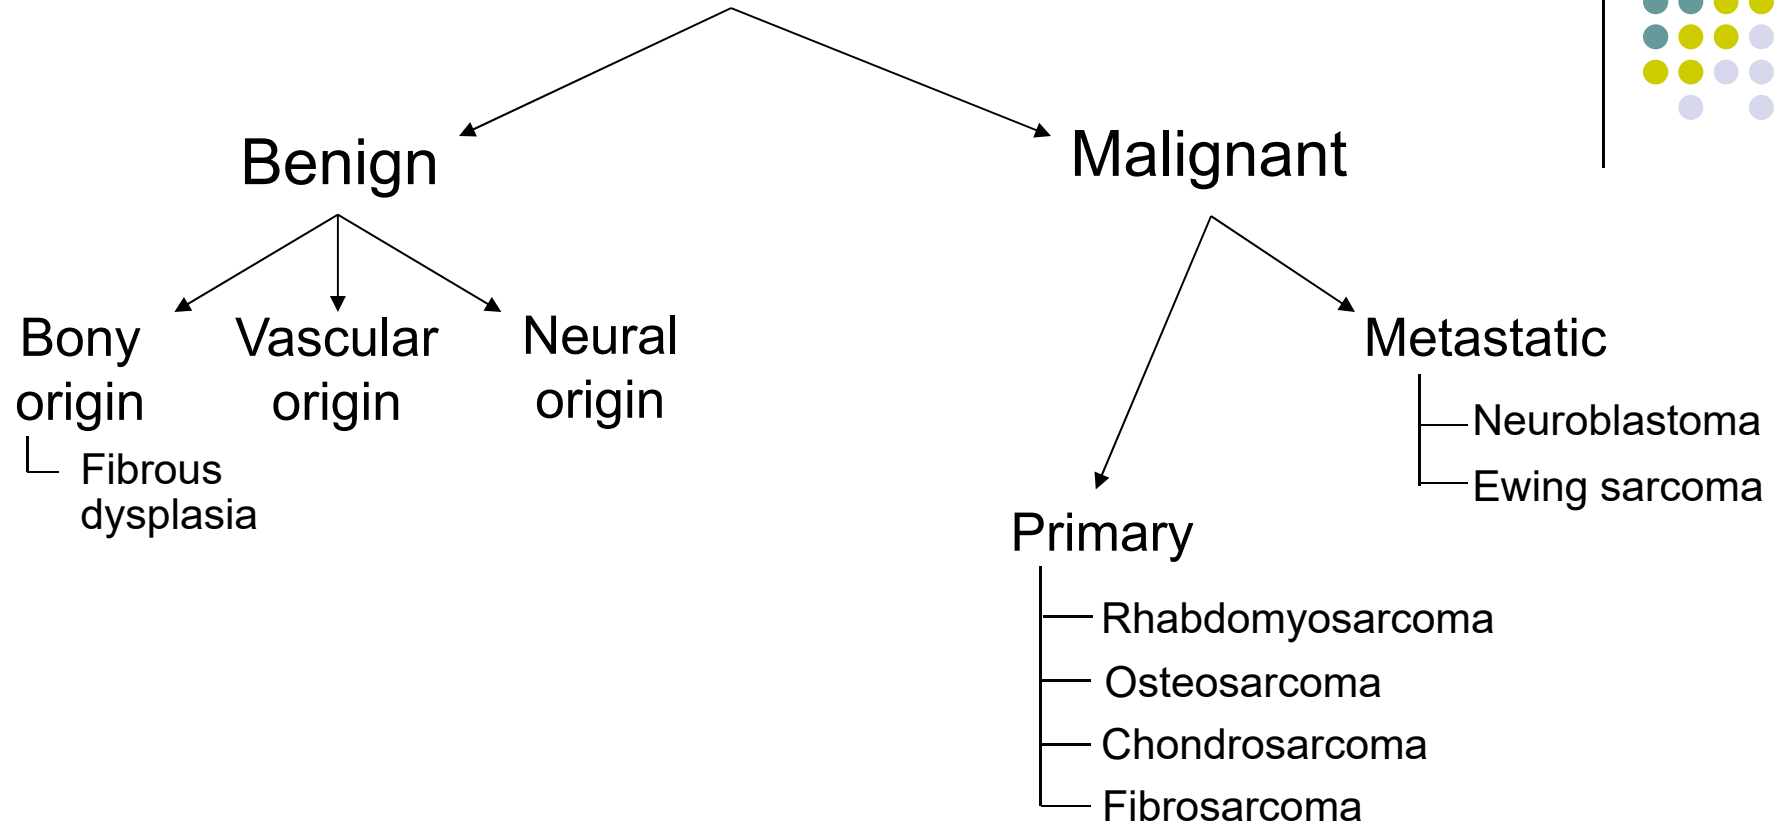 Benign
Malignant
Bony
origin
Vascular
origin
Neural
origin
Metastatic
Fibrous
dysplasia
Neuroblastoma
Ewing sarcoma
Primary
Rhabdomyosarcoma
Osteosarcoma
Chondrosarcoma
Fibrosarcoma